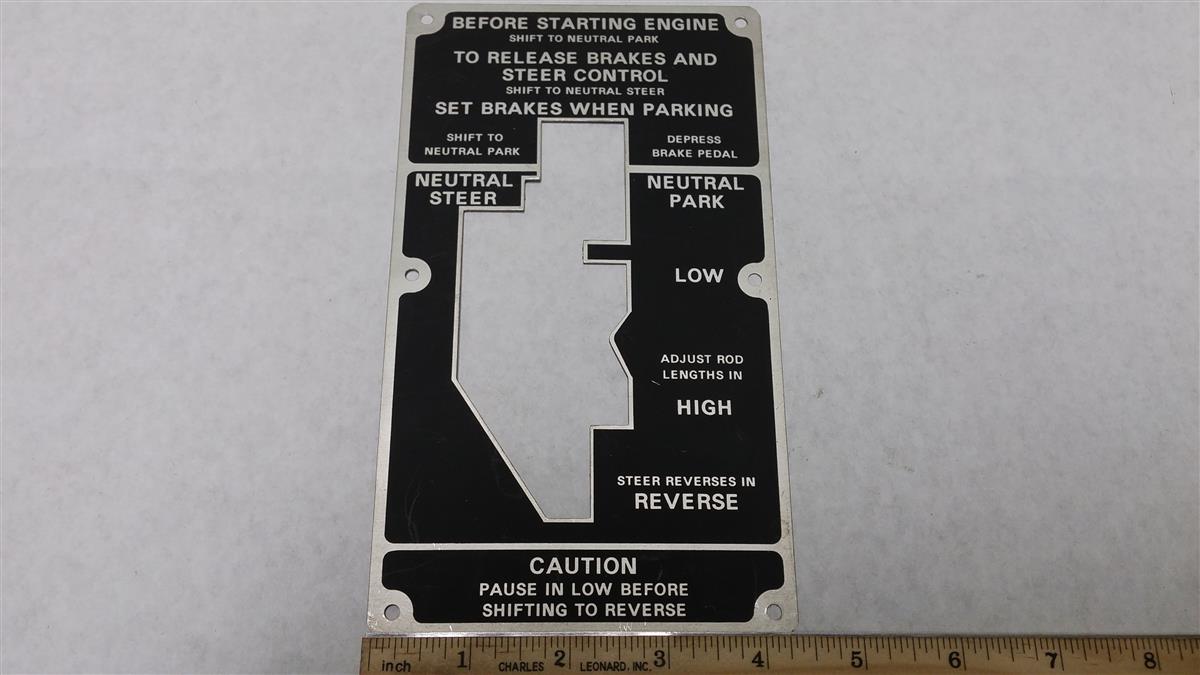 BEFORE STARTING ENGINE
SHIFT TO NEUTRAL PARK
TO RELEASE BRAKES AND
STEER CONTROL
SHIFT TO NEUTRAL STEER
SET BRAKES WHEN PARKING
SHIFT TO
NEUTRAL PARK
DEPRESS
BRAKE PEDAL
NEUTRAL
STEER
NEUTRAL
PARK
LOW
ADJUST ROD
LENGTHS IN
HIGH
STEER REVERSES IN
REVERSE
CAUTION
PAUSE IN LOW BEFORE
SHIFTING TO REVERSE
inch 1 CHARLES 2 LEONARD, INC. 3 4 5 6 7 8